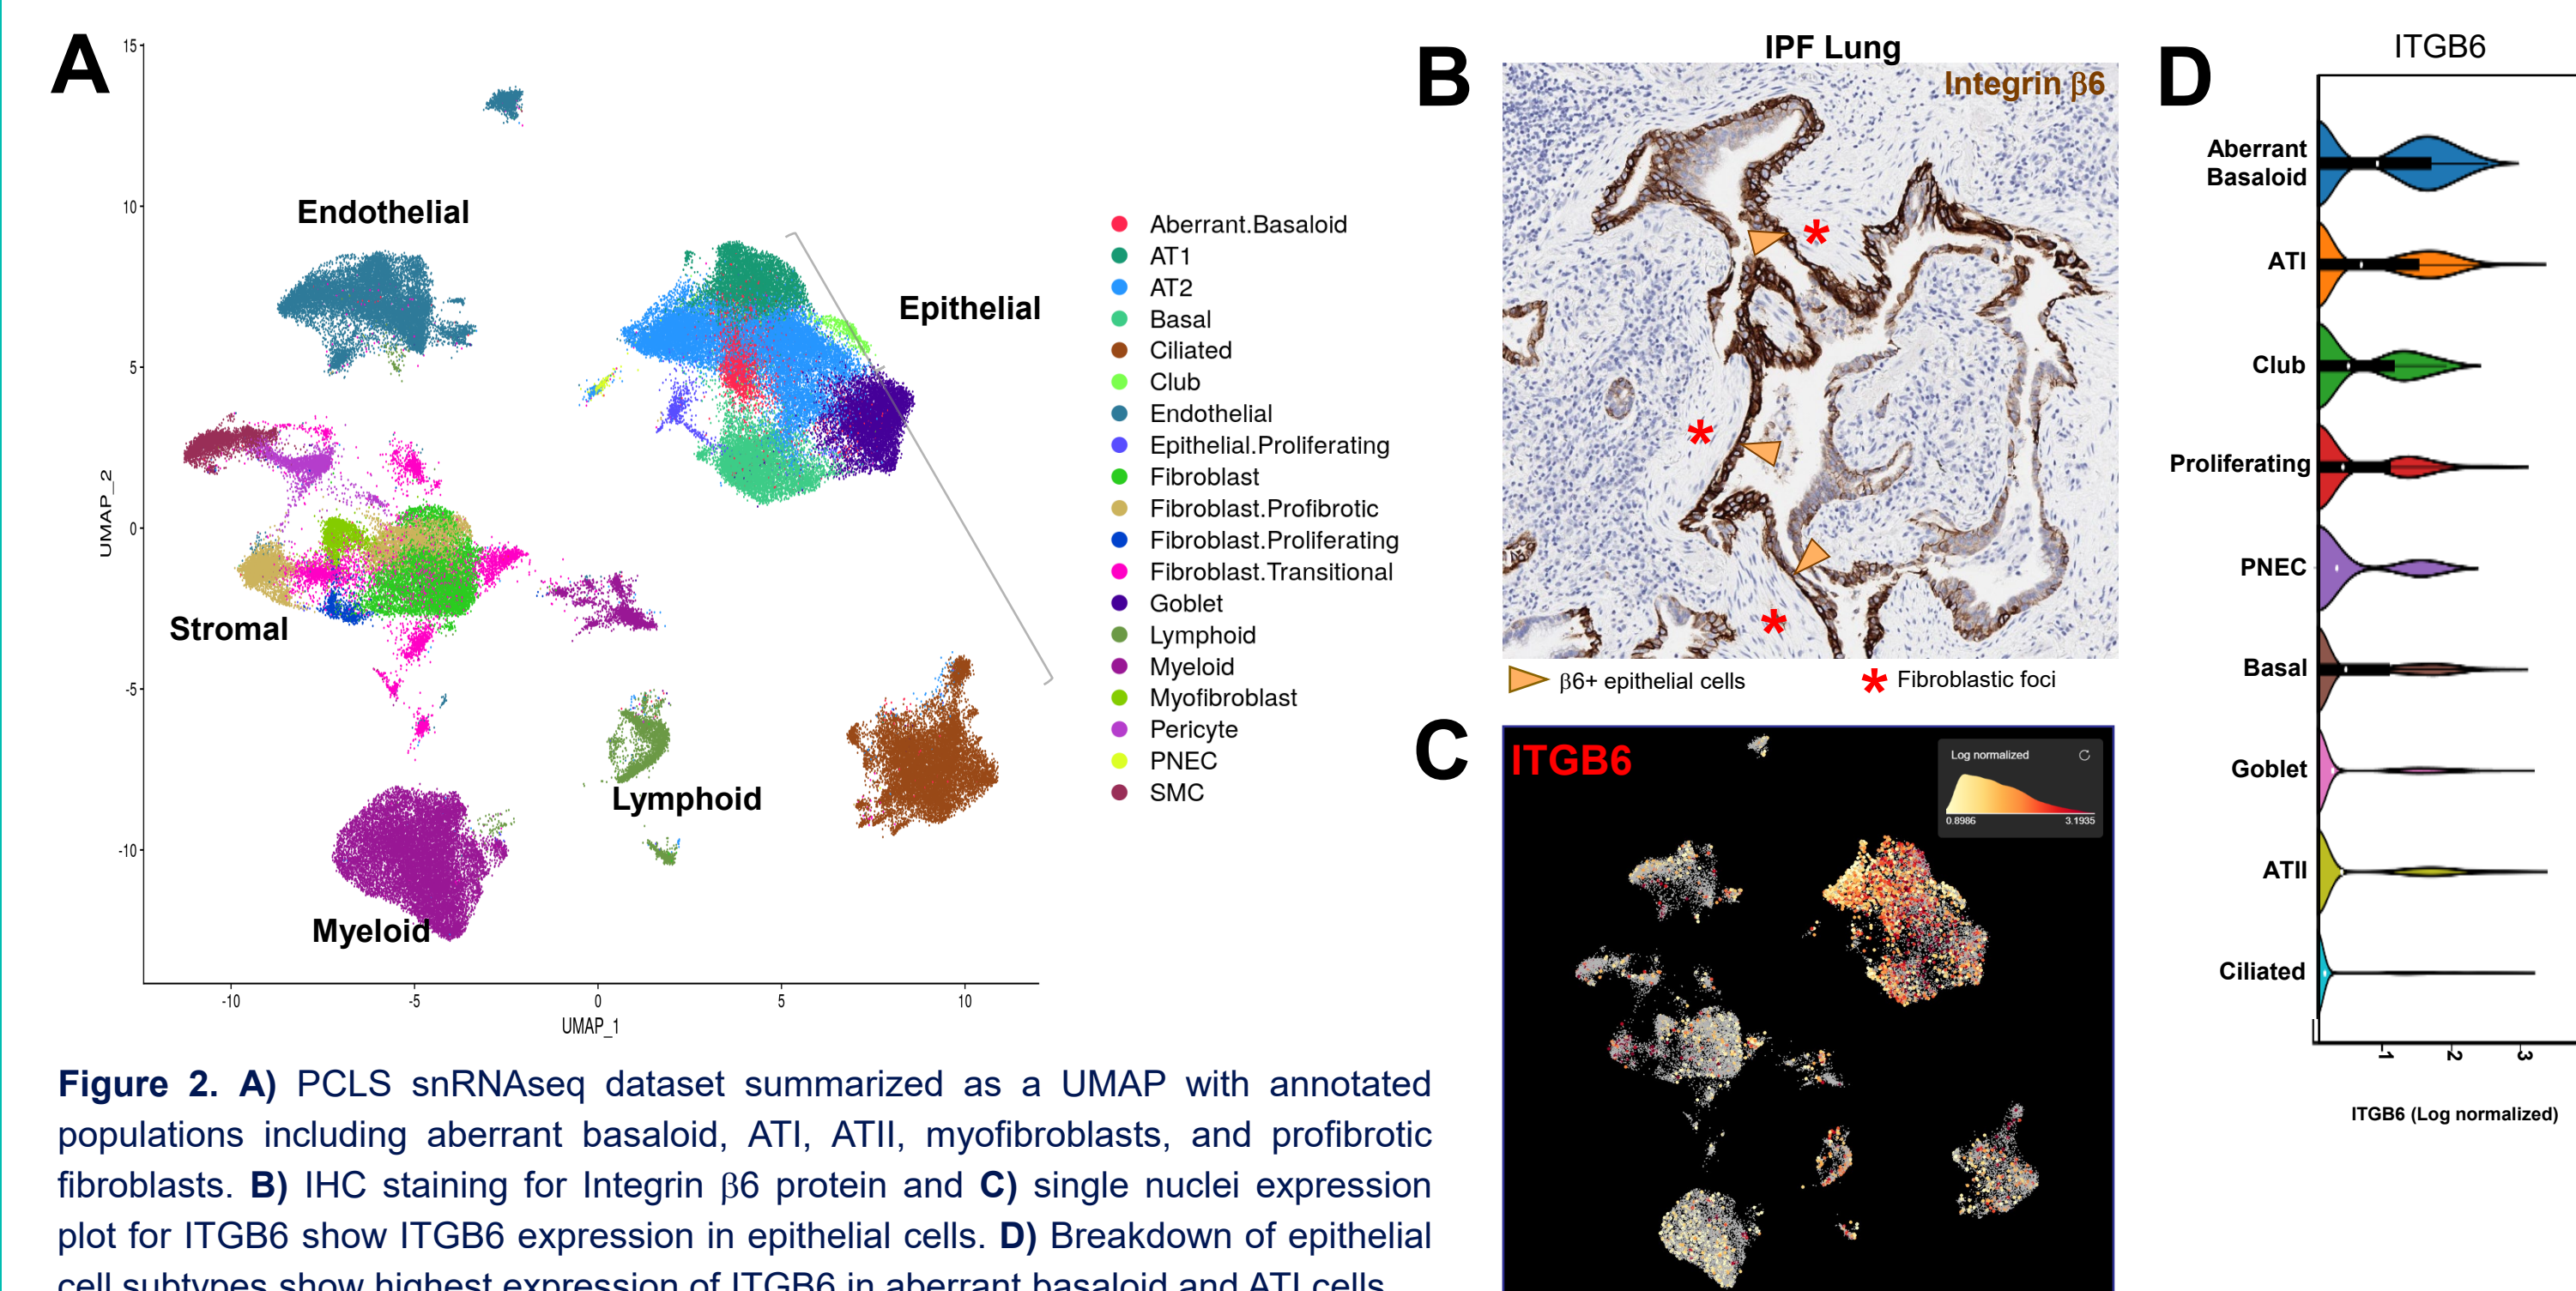 A
15
10
5
0
-5
-10
UMAP_2
-10
-5
0
5
10
UMAP_1
Endothelial
Epithelial
Stromal
Lymphoid
Myeloid
Aberrant.Basaloid
AT1
AT2
Basal
Ciliated
Club
Endothelial
Epithelial.Proliferating
Fibroblast
Fibroblast.Profibrotic
Fibroblast.Proliferating
Fibroblast.Transitional
Goblet
Lymphoid
Myeloid
Myofibroblast
Pericyte
PNEC
SMC
B
IPF Lung
Integrin β6
β6+ epithelial cells
* Fibroblastic foci
C
ITGB6
Log normalized
0.8986
3.1935
D
ITGB6
Aberrant
Basaloid
ATI
Club
Proliferating
PNEC
Basal
Goblet
ATII
Ciliated
1
2
3
ITGB6 (Log normalized)
Figure 2. A) PCLS snRNAseq dataset summarized as a UMAP with annotated
populations including aberrant basaloid, ATI, ATII, myofibroblasts, and profibrotic
fibroblasts. B) IHC staining for Integrin β6 protein and C) single nuclei expression
plot for ITGB6 show ITGB6 expression in epithelial cells. D) Breakdown of epithelial
cell subtypes show highest expression of ITGB6 in aberrant basaloid and ATI cells.